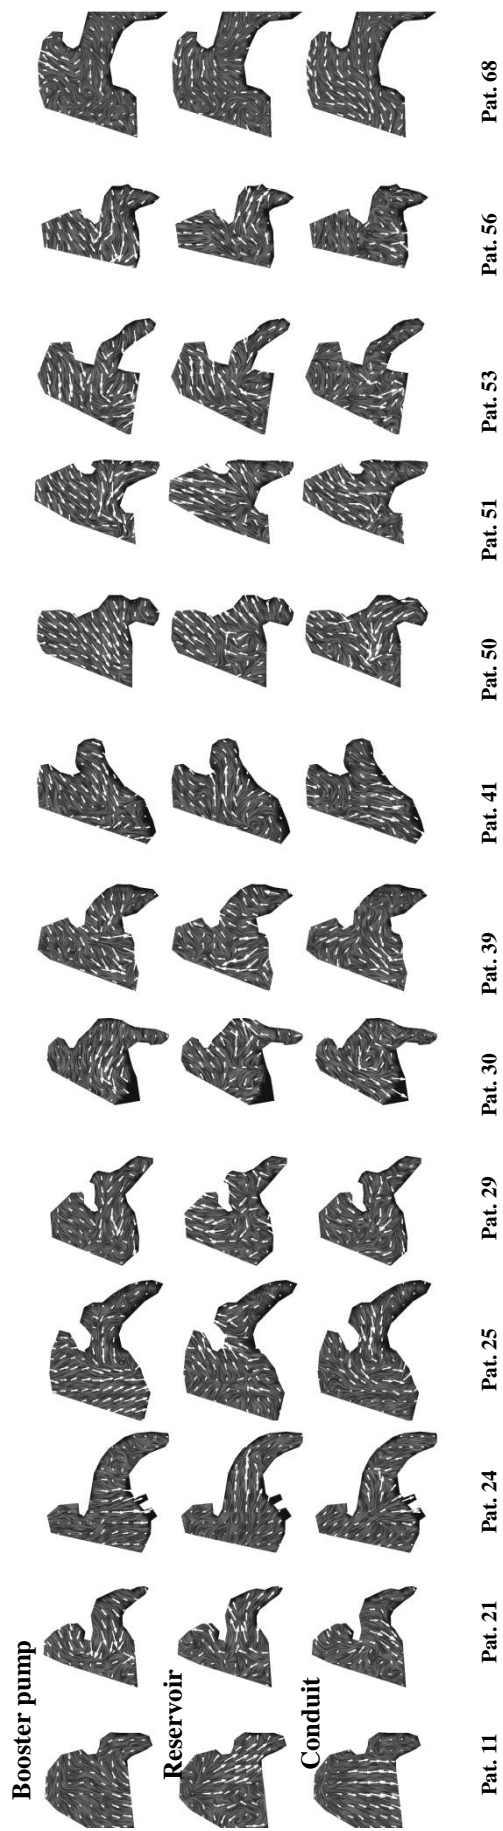 Booster pump
Reservoir
Conduit
Pat. 11
Pat. 21
Pat. 24
Pat. 25
Pat. 29
Pat. 30
Pat. 39
Pat. 41
Pat. 50
Pat. 51
Pat. 53
Pat. 56
Pat. 68